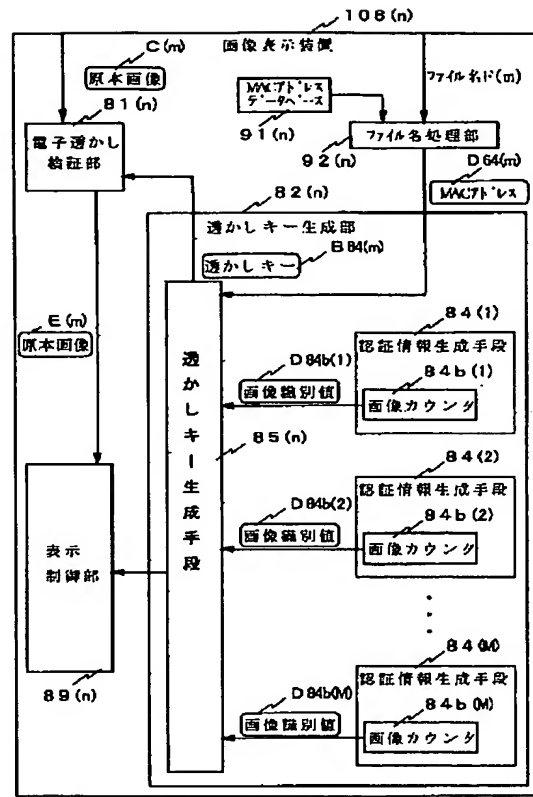 108(n)
画像表示装置
C(m)
原本画像
81(n)
電子透かし
検証部
MACアドレス
データベース
91(n)
ファイル名F(m)
ファイル名処理部
92(n)
D64(m)
MACアドレス
82(n)
透かしキー生成部
透かしキー
B84(m)
E(m)
原本画像
透かしキー生成手段
85(n)
84(1)
認証情報生成手段
84b(1)
画像カウンタ
D84b(1)
画像識別値
84(2)
認証情報生成手段
84b(2)
画像カウンタ
D84b(2)
画像識別値
表示
制御部
89(n)
84(M)
認証情報生成手段
84b(M)
画像カウンタ
D84b(M)
画像識別値